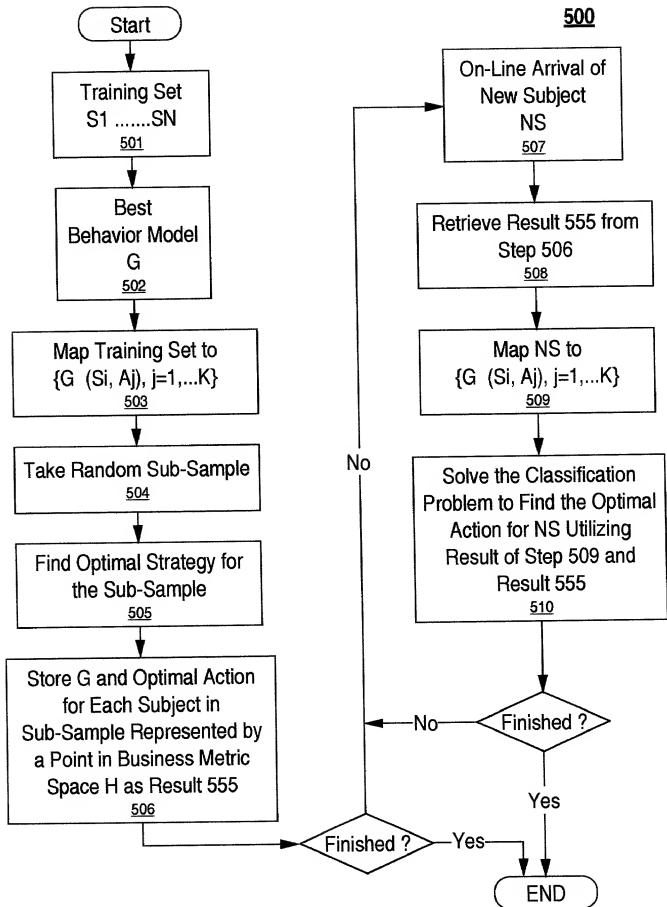 500
Start
Training Set
S1 .......SN
501
Best
Behavior Model
G
502
Map Training Set to
{G (Si, Aj), j=1,...K}
503
Take Random Sub-Sample
504
Find Optimal Strategy for
the Sub-Sample
505
Store G and Optimal Action
for Each Subject in
Sub-Sample Represented by
a Point in Business Metric
Space H as Result 555
506
Finished ?
Yes
No
On-Line Arrival of
New Subject
NS
507
Retrieve Result 555 from
Step 506
508
Map NS to
{G (Si, Aj), j=1,...K}
509
Solve the Classification
Problem to Find the Optimal
Action for NS Utilizing
Result of Step 509 and
Result 555
510
Finished ?
No
Yes
END